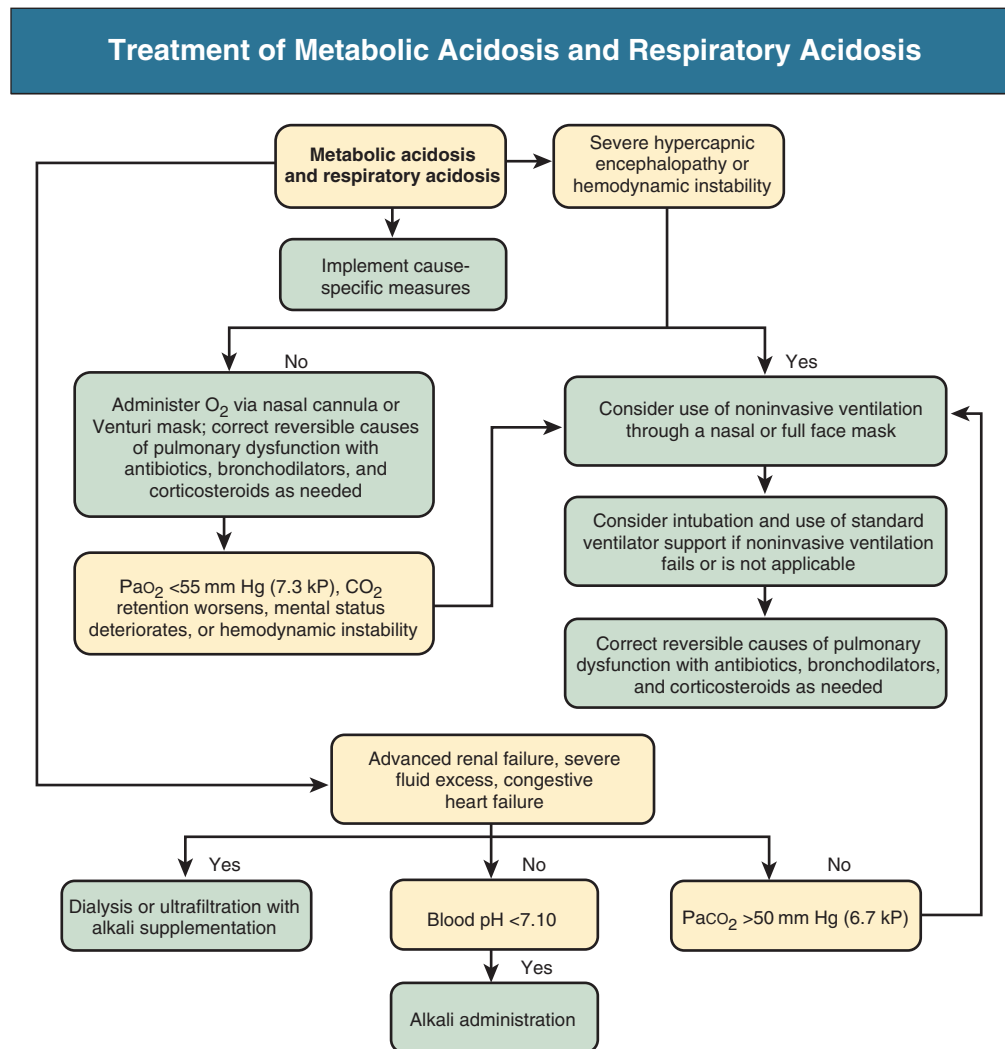 Treatment of Metabolic Acidosis and Respiratory Acidosis
Metabolic acidosis
and respiratory acidosis
Severe hypercapnic
encephalopathy or
hemodynamic instability
Implement cause-
specific measures
No
Yes
Administer O2 via nasal cannula or
Venturi mask; correct reversible
causes of pulmonary dysfunction with
antibiotics, bronchodilators, and
corticosteroids as needed
Consider use of noninvasive ventilation
through a nasal or full face mask
Consider intubation and use of standard
ventilator support if noninvasive ventilation
fails or is not applicable
PaO2 <55 mm Hg (7.3 kP), CO2
retention worsens, mental status
deteriorates, or hemodynamic instability
Correct reversible causes of pulmonary
dysfunction with antibiotics, bronchodilators,
and corticosteroids as needed
Advanced renal failure, severe
fluid excess, congestive
heart failure
Yes
No
No
Dialysis or ultrafiltration with
alkali supplementation
Blood pH <7.10
PaCO2 >50 mm Hg (6.7 kP)
Yes
Alkali administration